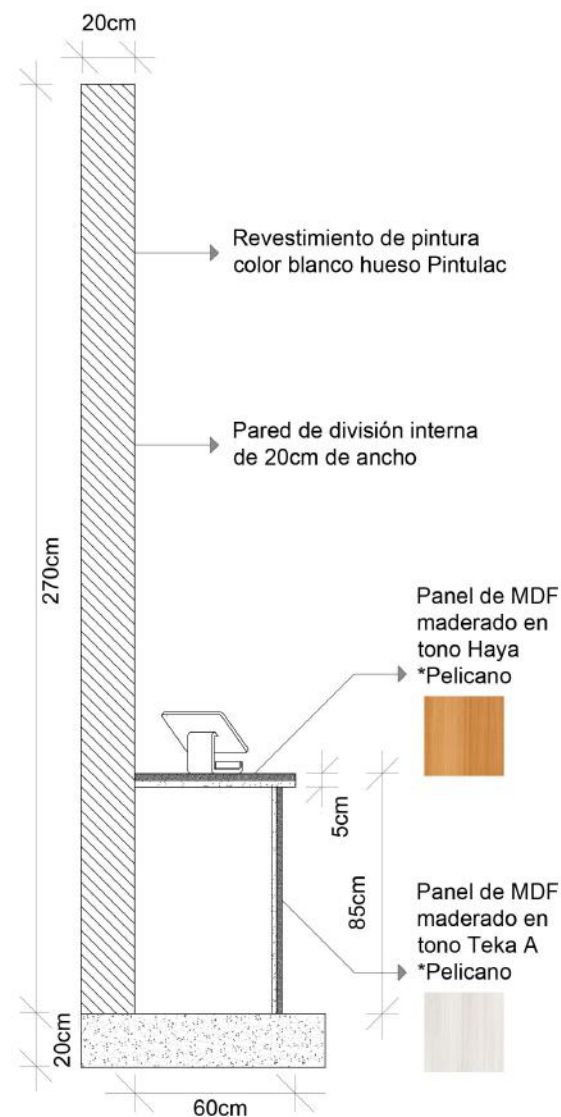 20cm
Revestimiento de pintura
color blanco hueso Pintulac
Pared de división interna
de 20cm de ancho
270cm
Panel de MDF
maderado en
tono Haya
*Pelicano
5cm
85cm
Panel de MDF
maderado en
tono Teka A
*Pelicano
20cm
60cm